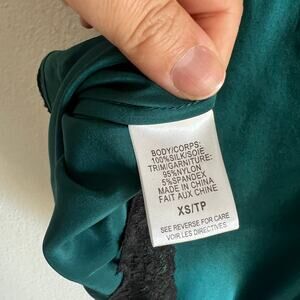 BODY/CORPS:
100%SILK/SOIE
TRIM/GARNITURE:
95%NYLON
5%SPANDEX
MADE IN CHINA
FAIT AUX CHINE
XS/TP
SEE REVERSE FOR CARE
VOIR LES DIRECTIVES